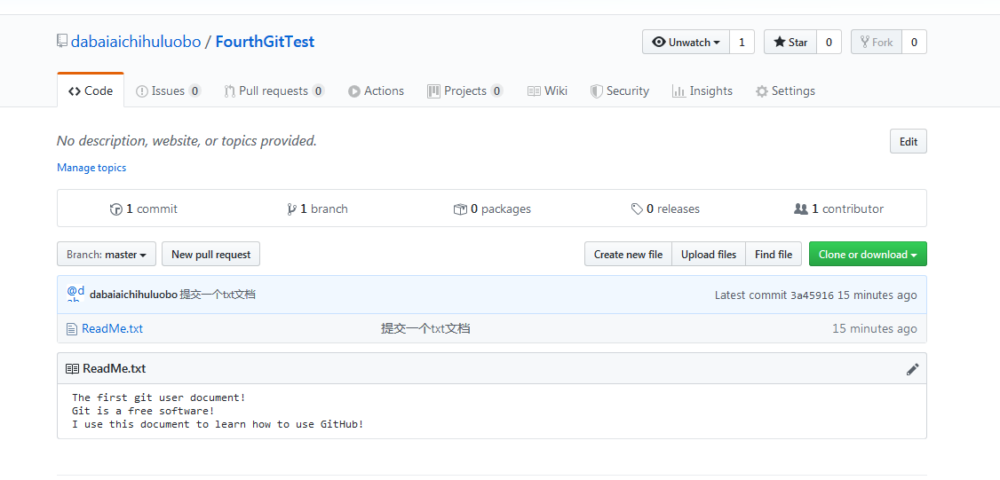 dabaiaichihuluobo / FourthGitTest
Unwatch 1 Star 0 Fork 0
Code Issues 0 Pull requests 0 Actions Projects 0 Wiki Security Insights Settings
No description, website, or topics provided. Edit
Manage topics
1 commit 1 branch 0 packages 0 releases 1 contributor
Branch: master New pull request Create new file Upload files Find file Clone or download
@d dabaiaichihuluobo 提交一个txt文档 Latest commit 3a45916 15 minutes ago
ReadMe.txt 提交一个txt文档 15 minutes ago
ReadMe.txt
The first git user document!
Git is a free software!
I use this document to learn how to use GitHub!